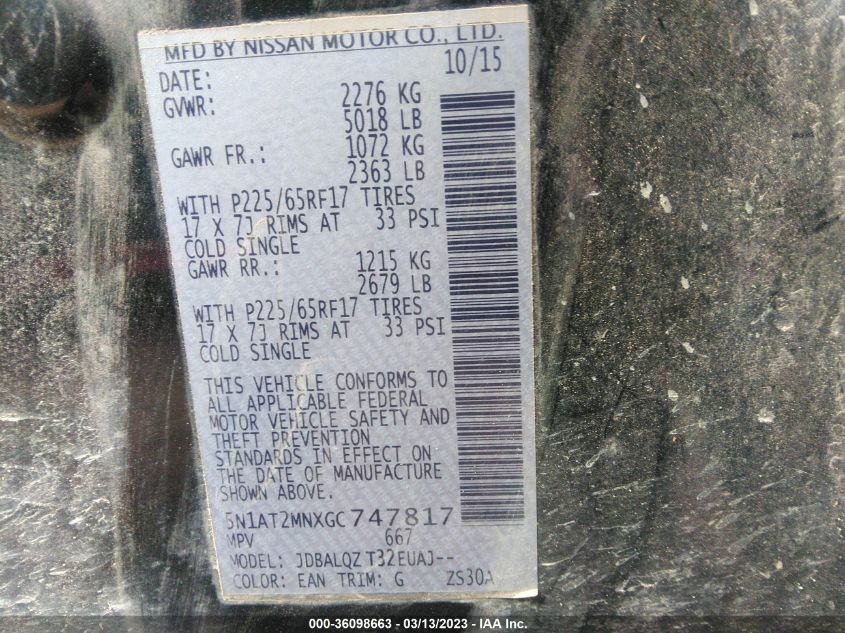 MFD BY NISSAN MOTOR CO., LTD.
DATE: 10/15
GVWR: 2276 KG
5018 LB
GAWR FR.: 1072 KG
2363 LB
WITH P225/65RF17 TIRES
17 X 7J RIMS AT 33 PSI
COLD SINGLE
GAWR RR.: 1215 KG
2679 LB
WITH P225/65RF17 TIRES
17 X 7J RIMS AT 33 PSI
COLD SINGLE
THIS VEHICLE CONFORMS TO
ALL APPLICABLE FEDERAL
MOTOR VEHICLE SAFETY AND
THEFT PREVENTION
STANDARDS IN EFFECT ON
THE DATE OF MANUFACTURE
SHOWN ABOVE.
5N1AT2MNXGC747817
MPV 667
MODEL: JDBALQZ T32EUAJ--
COLOR: EAN TRIM: G ZS30A
000-36098663 - 03/13/2023 - IAA Inc.